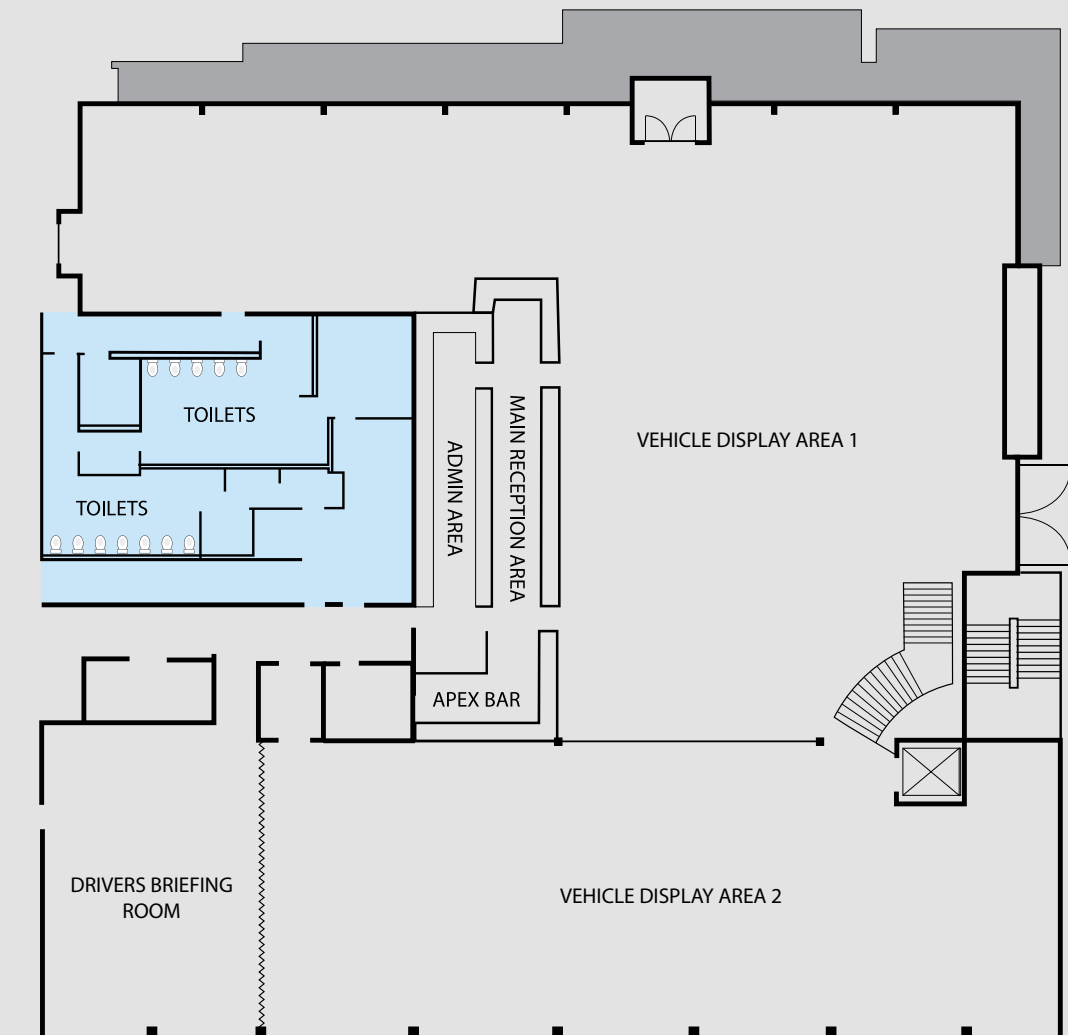 TOILETS
VEHICLE DISPLAY AREA 1
ADMIN AREA
MAIN RECEPTION AREA
TOILETS
APEX BAR
DRIVERS BRIEFING
ROOM
VEHICLE DISPLAY AREA 2